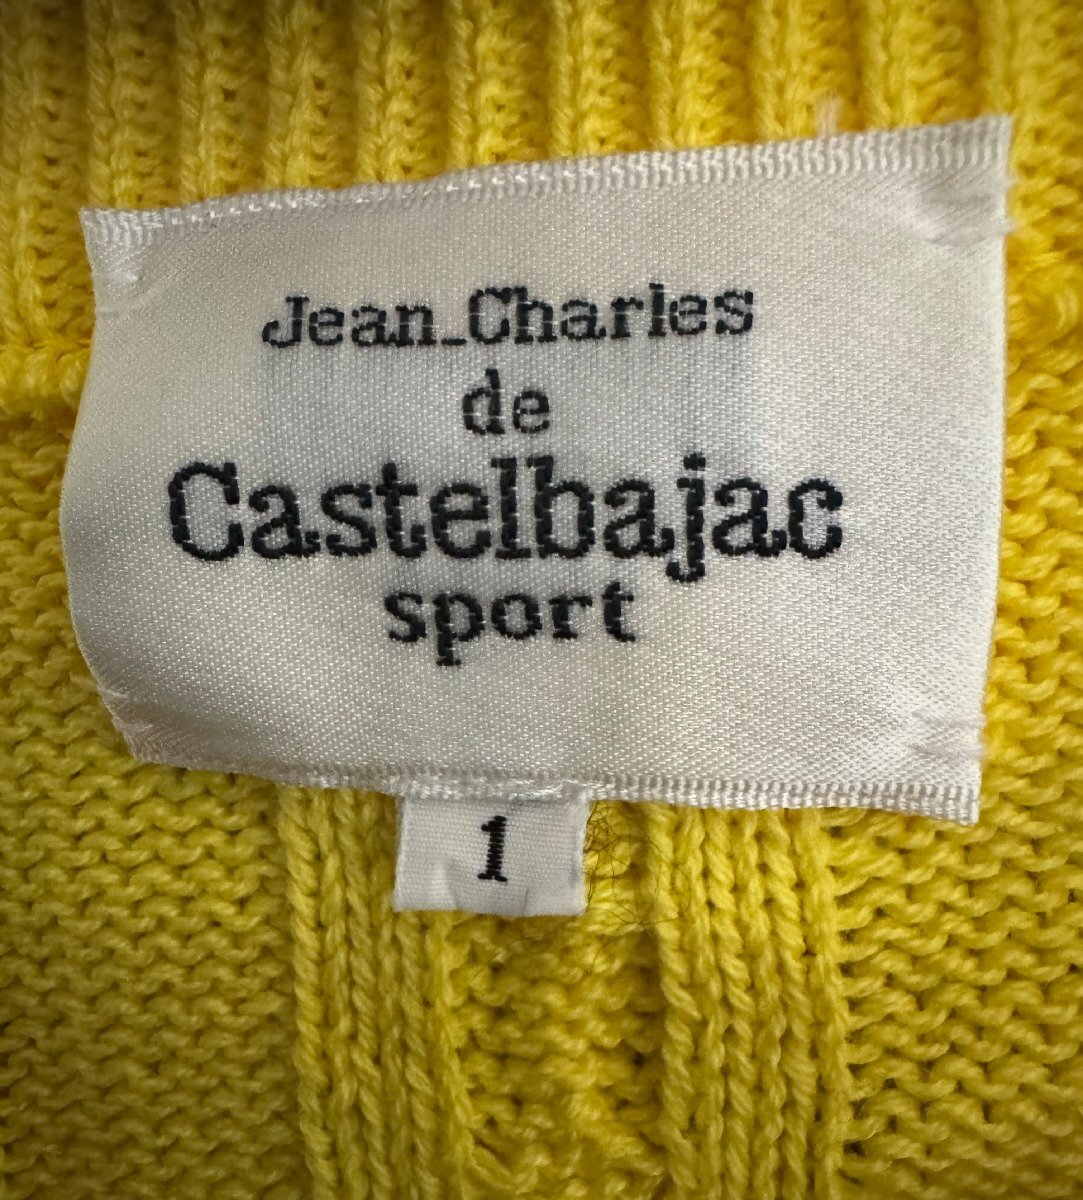 Jean_Charles
de
Castelbajac
sport
1